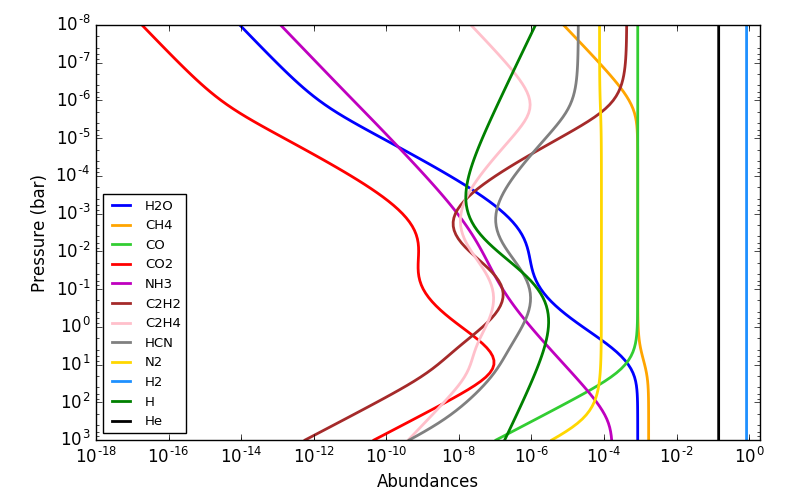 10^-8
10^-7
10^-6
10^-5
10^-4
10^-3
10^-2
10^-1
10^0
10^1
10^2
10^3
Pressure (bar)
H2O
CH4
CO
CO2
NH3
C2H2
C2H4
HCN
N2
H2
H
He
10^-18 10^-16 10^-14 10^-12 10^-10 10^-8 10^-6 10^-4 10^-2 10^0
Abundances